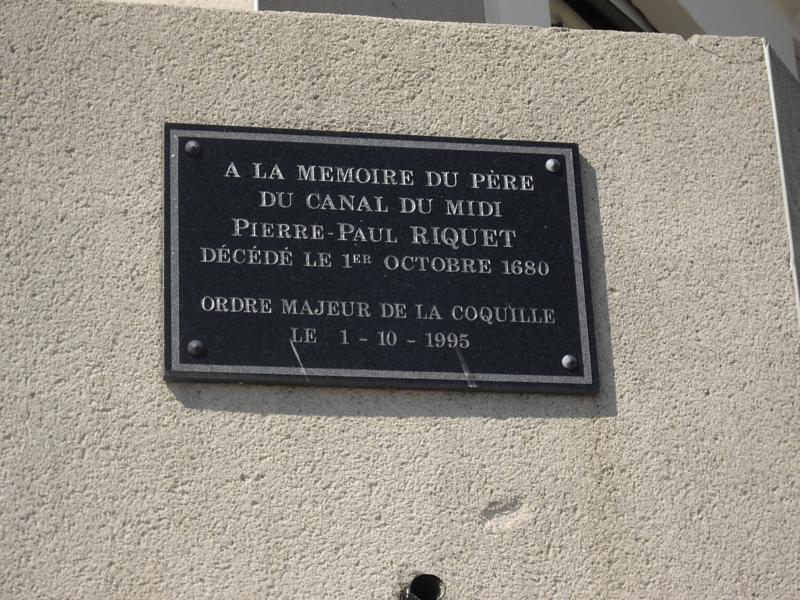 A LA MEMOIRE DU PÈRE
DU CANAL DU MIDI
PIERRE-PAUL RIQUET
DÉCÉDÉ LE 1ER OCTOBRE 1680
ORDRE MAJEUR DE LA COQUILLE
LE 1 - 10 - 1995